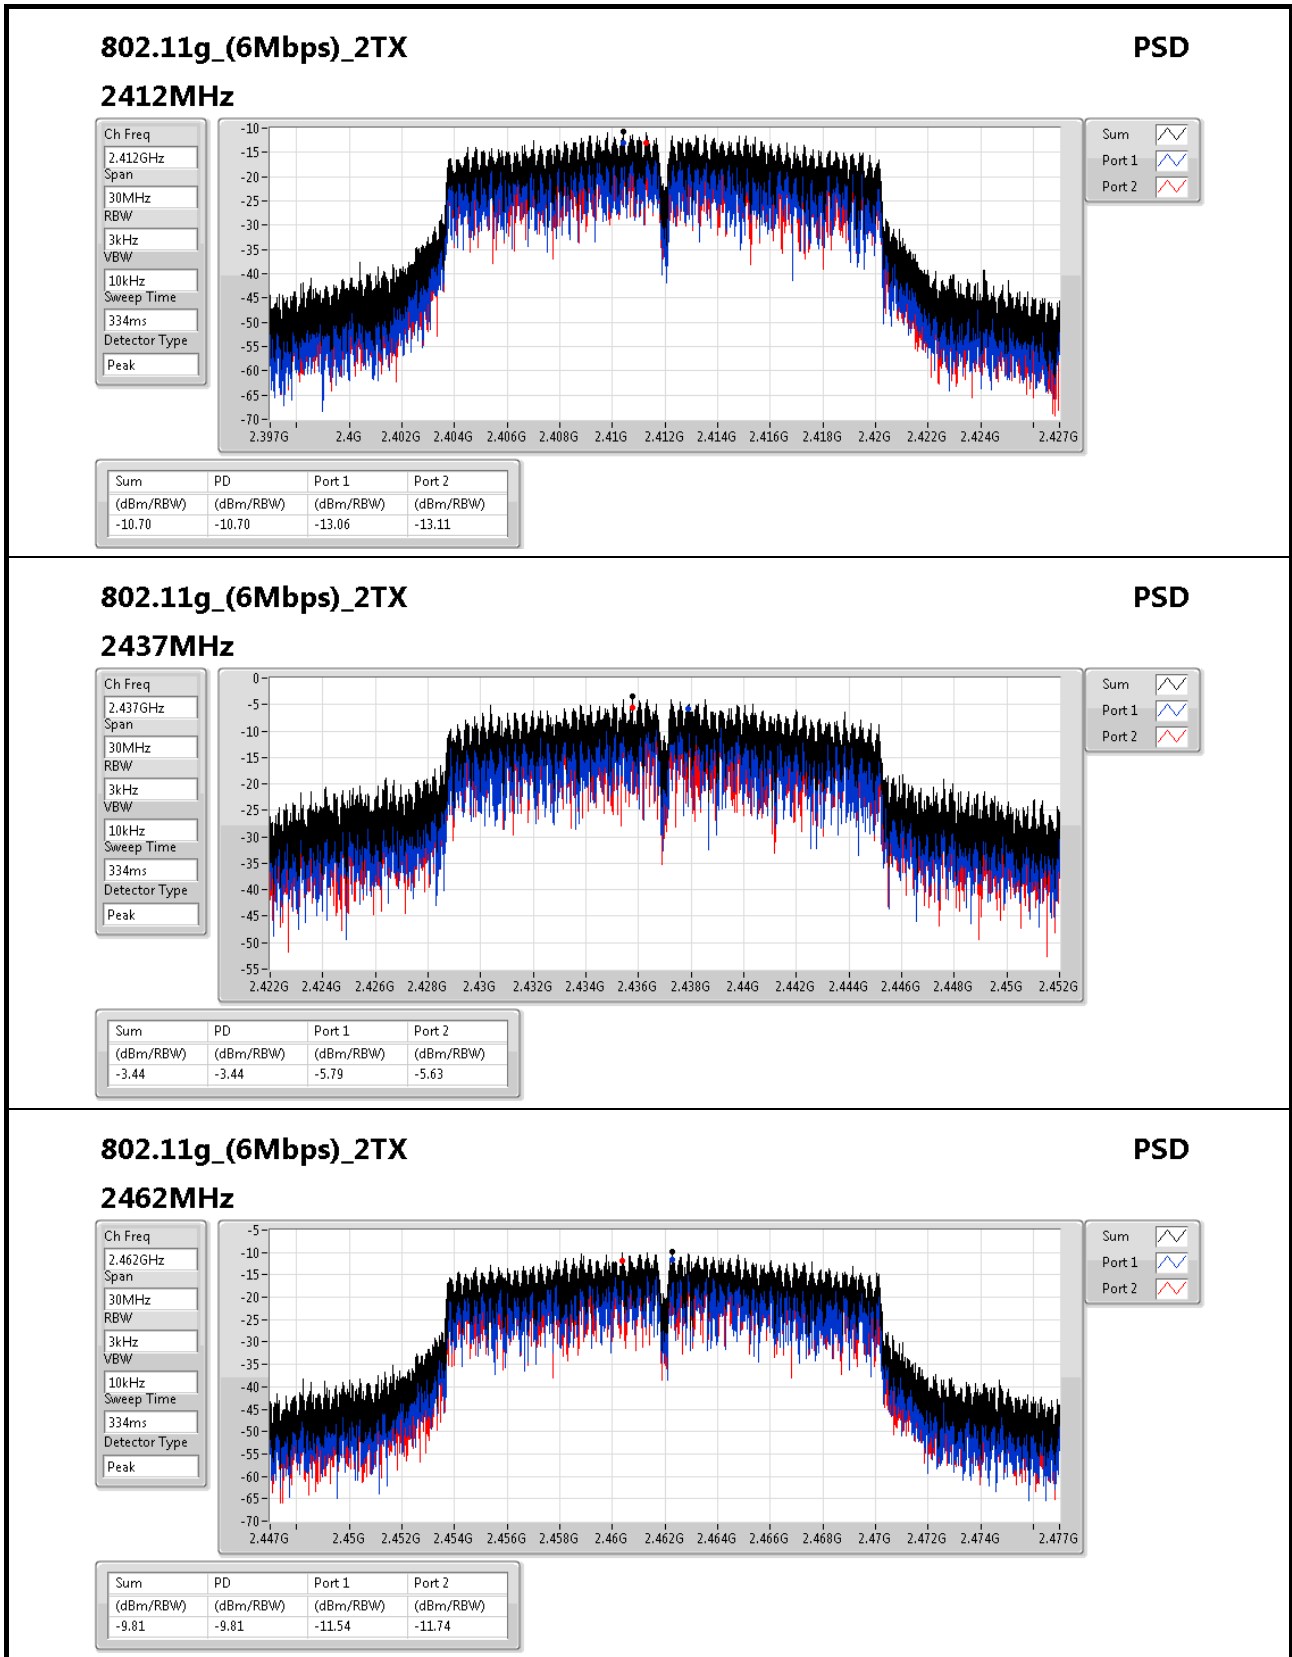 802.11g_(6Mbps)_2TX PSD
2412MHz
Ch Freq
2.412GHz
Span
30MHz
RBW
3kHz
VBW
10kHz
Sweep Time
334ms
Detector Type
Peak
-10
-15
-20
-25
-30
-35
-40
-45
-50
-55
-60
-65
-70
2.397G 2.4G 2.402G 2.404G 2.406G 2.408G 2.41G 2.412G 2.414G 2.416G 2.418G 2.42G 2.422G 2.424G 2.427G
Sum
Port 1
Port 2
Sum PD Port 1 Port 2
(dBm/RBW) (dBm/RBW) (dBm/RBW) (dBm/RBW)
-10.70 -10.70 -13.06 -13.11
802.11g_(6Mbps)_2TX PSD
2437MHz
Ch Freq
2.437GHz
Span
30MHz
RBW
3kHz
VBW
10kHz
Sweep Time
334ms
Detector Type
Peak
0
-5
-10
-15
-20
-25
-30
-35
-40
-45
-50
-55
2.422G 2.424G 2.426G 2.428G 2.43G 2.432G 2.434G 2.436G 2.438G 2.44G 2.442G 2.444G 2.446G 2.448G 2.45G 2.452G
Sum
Port 1
Port 2
Sum PD Port 1 Port 2
(dBm/RBW) (dBm/RBW) (dBm/RBW) (dBm/RBW)
-3.44 -3.44 -5.79 -5.63
802.11g_(6Mbps)_2TX PSD
2462MHz
Ch Freq
2.462GHz
Span
30MHz
RBW
3kHz
VBW
10kHz
Sweep Time
334ms
Detector Type
Peak
-5
-10
-15
-20
-25
-30
-35
-40
-45
-50
-55
-60
-65
-70
2.447G 2.45G 2.452G 2.454G 2.456G 2.458G 2.46G 2.462G 2.464G 2.466G 2.468G 2.47G 2.472G 2.474G 2.477G
Sum
Port 1
Port 2
Sum PD Port 1 Port 2
(dBm/RBW) (dBm/RBW) (dBm/RBW) (dBm/RBW)
-9.81 -9.81 -11.54 -11.74